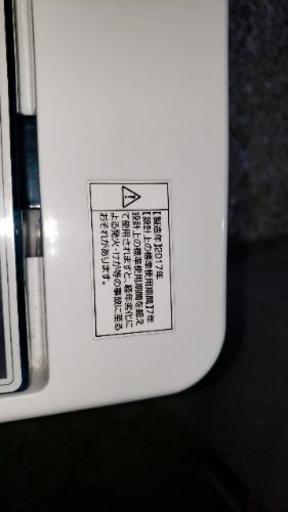 【製造年】2017年
【設計上の標準使用期間】7年
設計上の標準使用期間を超え
て使用されますと、経年劣化に
よる発火・けが等の事故に至る
おそれがあります。